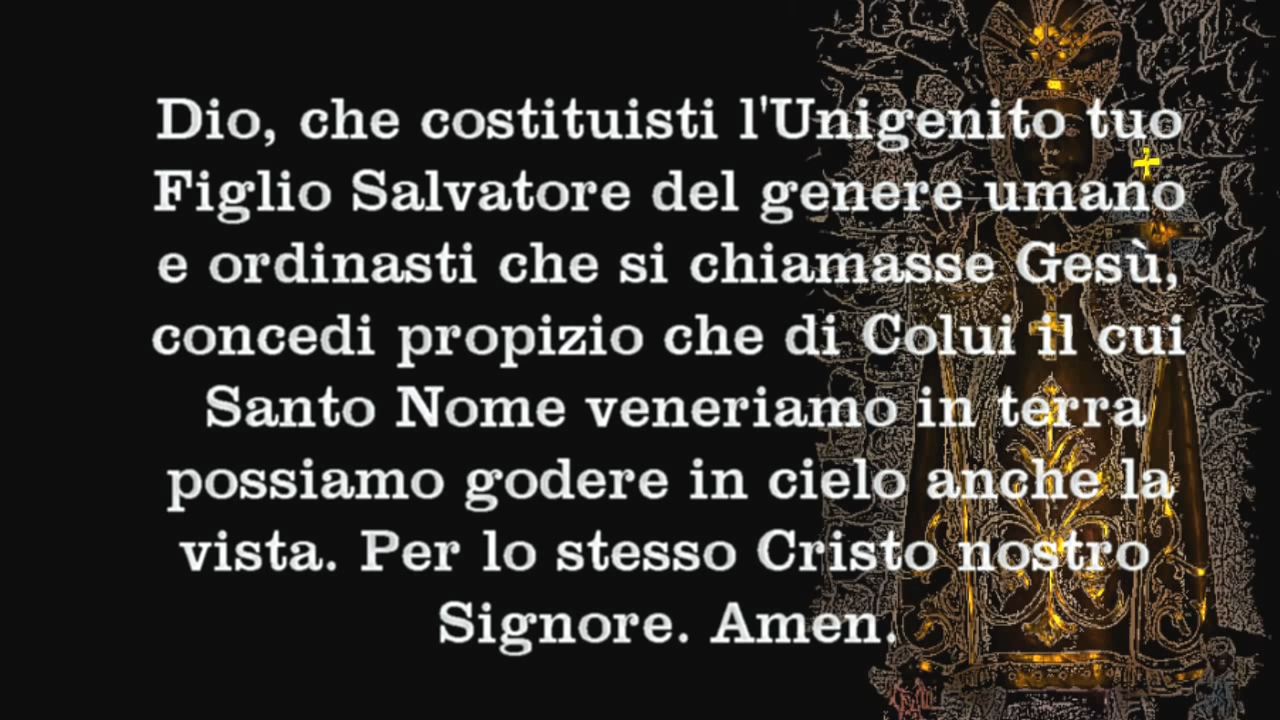 Dio, che costituisti l'Unigenito tuo
Figlio Salvatore del genere umano
e ordinasti che si chiamasse Gesù,
concedi propizio che di Colui il cui
Santo Nome veneriamo in terra
possiamo godere in cielo anche la
vista. Per lo stesso Cristo nostro
Signore. Amen.